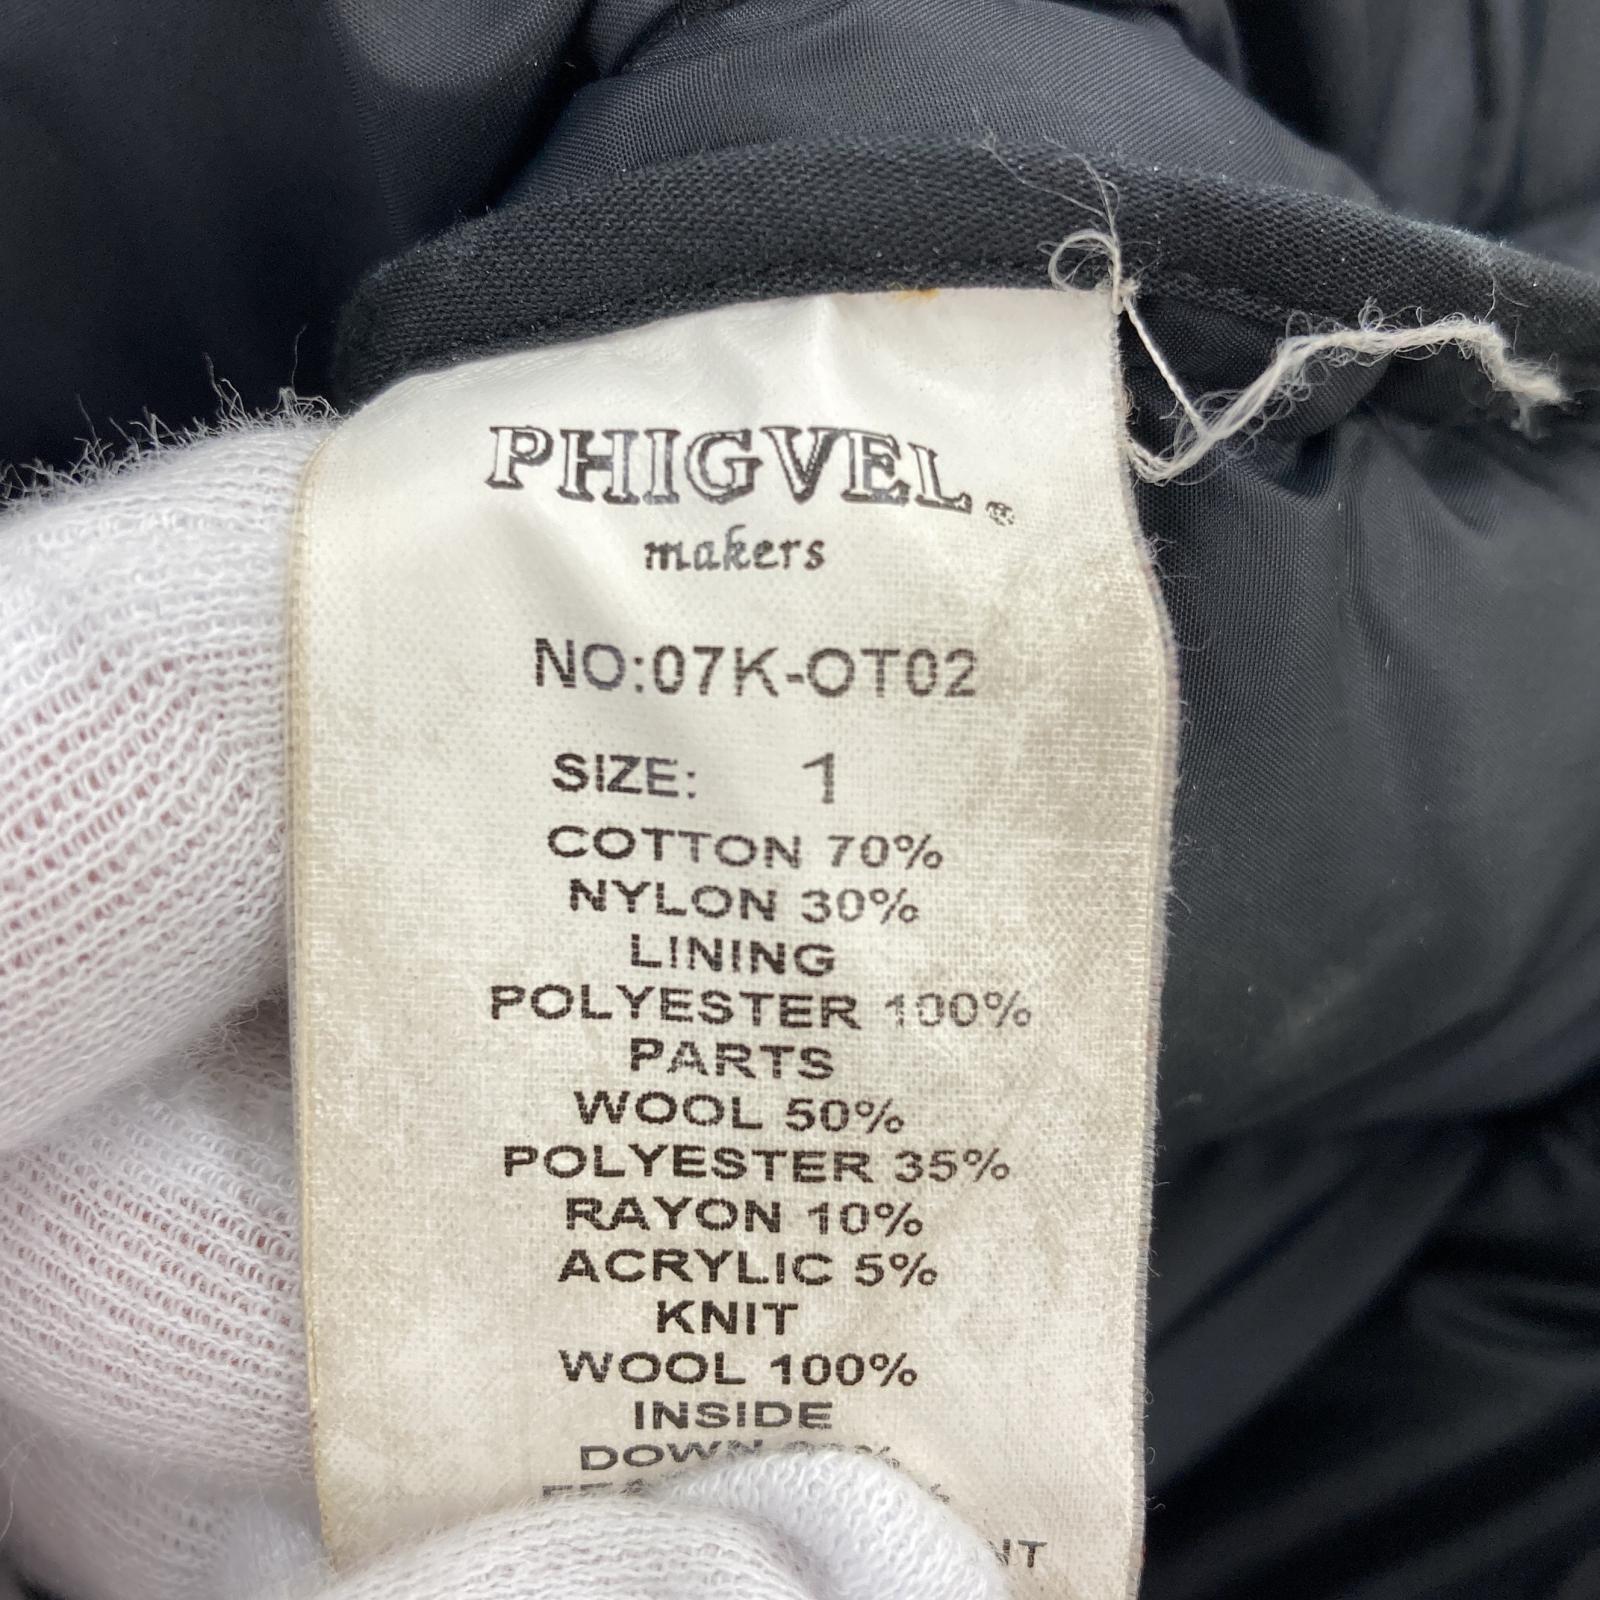 PHIGVEL
makers
NO:07K-OT02
SIZE: 1
COTTON 70%
NYLON 30%
LINING
POLYESTER 100%
PARTS
WOOL 50%
POLYESTER 35%
RAYON 10%
ACRYLIC 5%
KNIT
WOOL 100%
INSIDE
DOWN